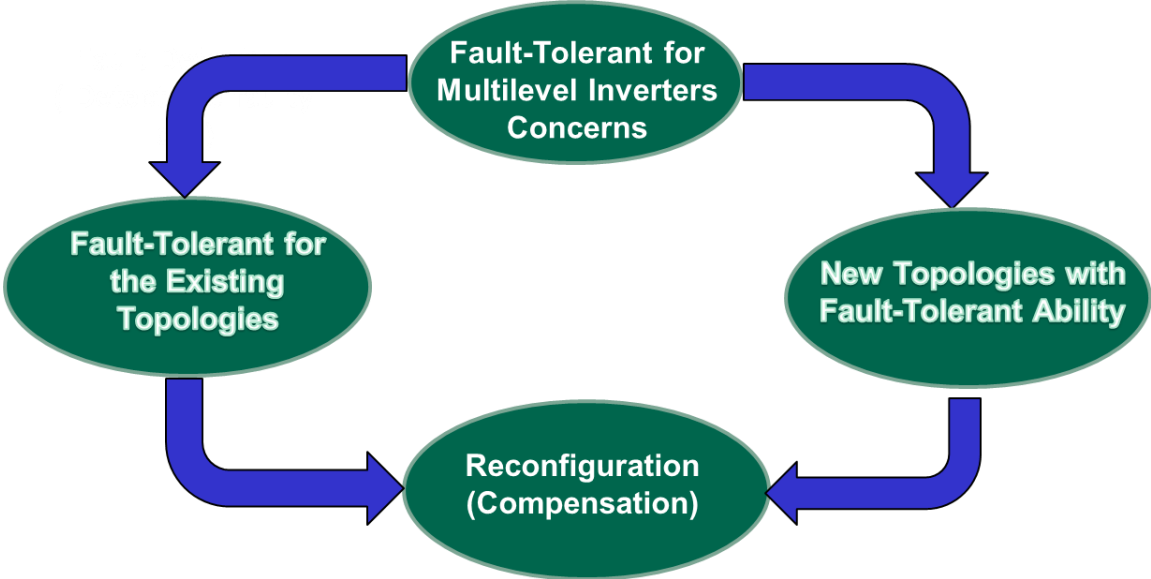 Fault-Tolerant for
Multilevel Inverters
Concerns
Fault-Tolerant for
the Existing
Topologies
New Topologies with
Fault-Tolerant Ability
Reconfiguration
(Compensation)